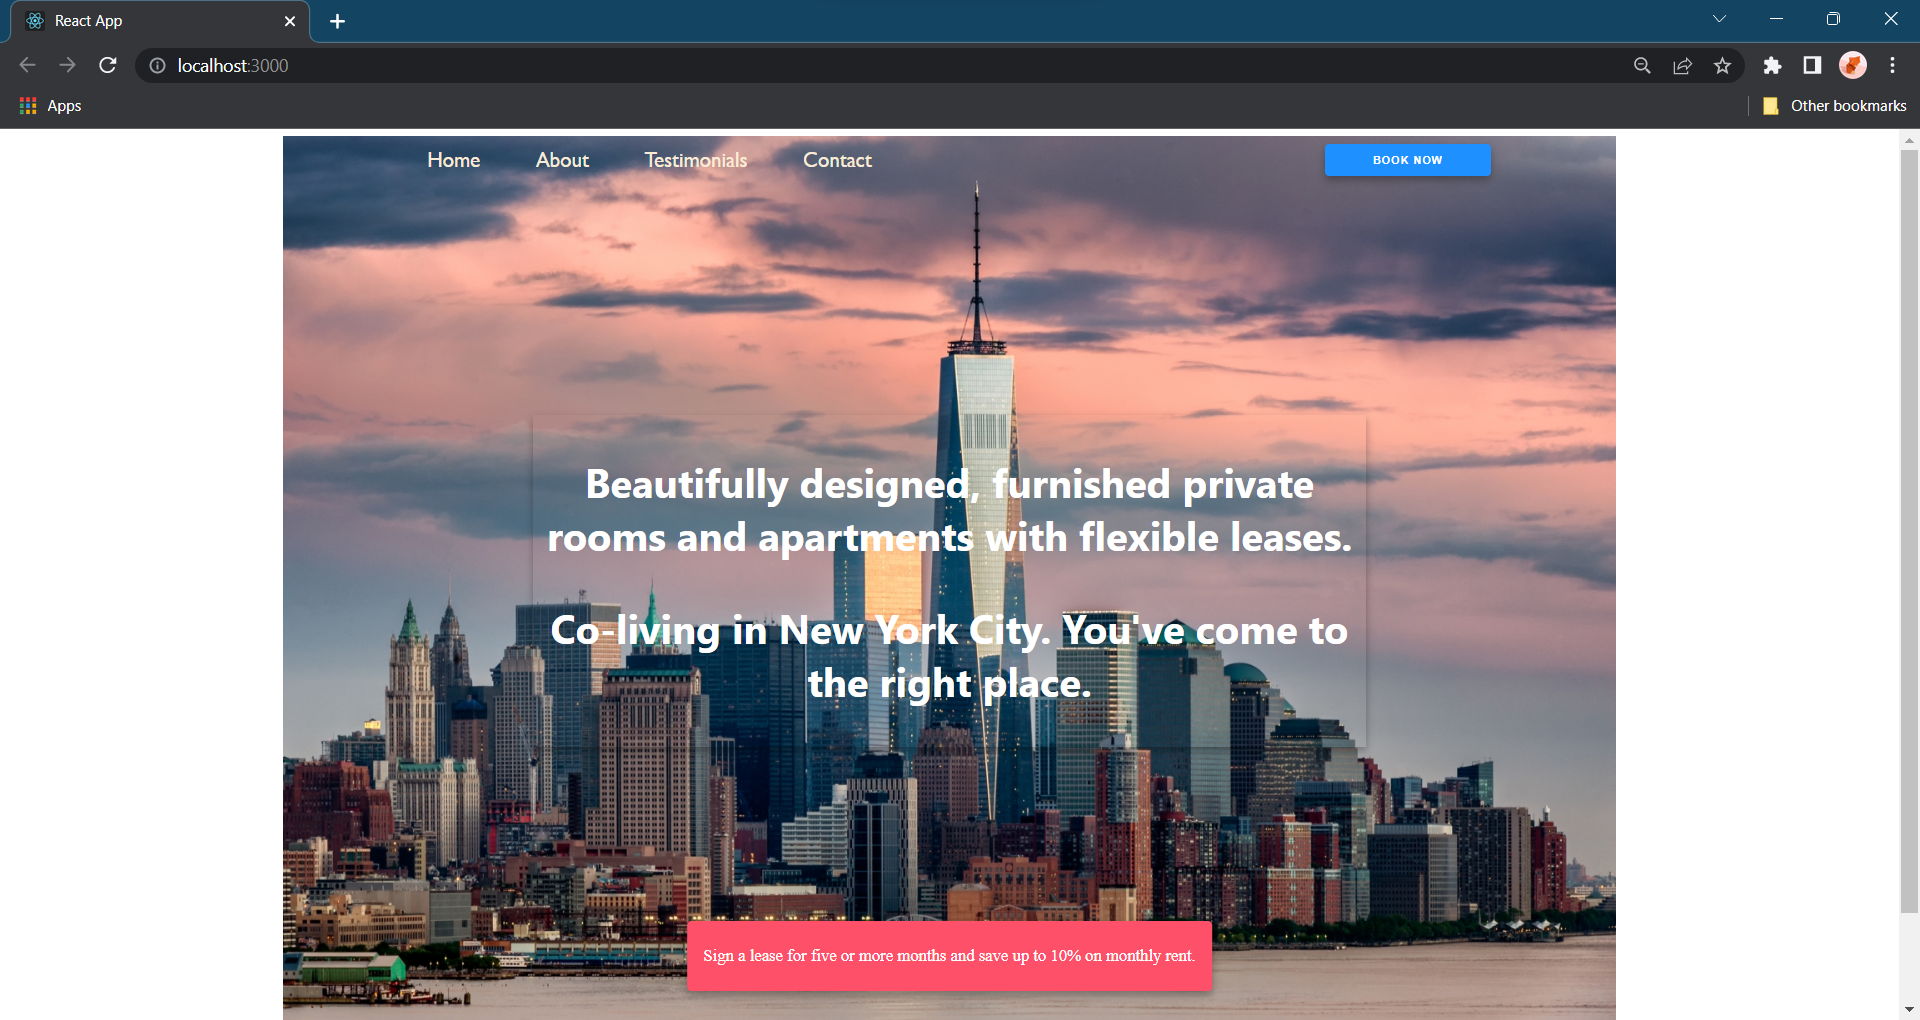 React App
localhost:3000
Apps
Other bookmarks
Home About Testimonials Contact BOOK NOW
Beautifully designed, furnished private
rooms and apartments with flexible leases.
Co-living in New York City. You've come to
the right place.
Sign a lease for five or more months and save up to 10% on monthly rent.